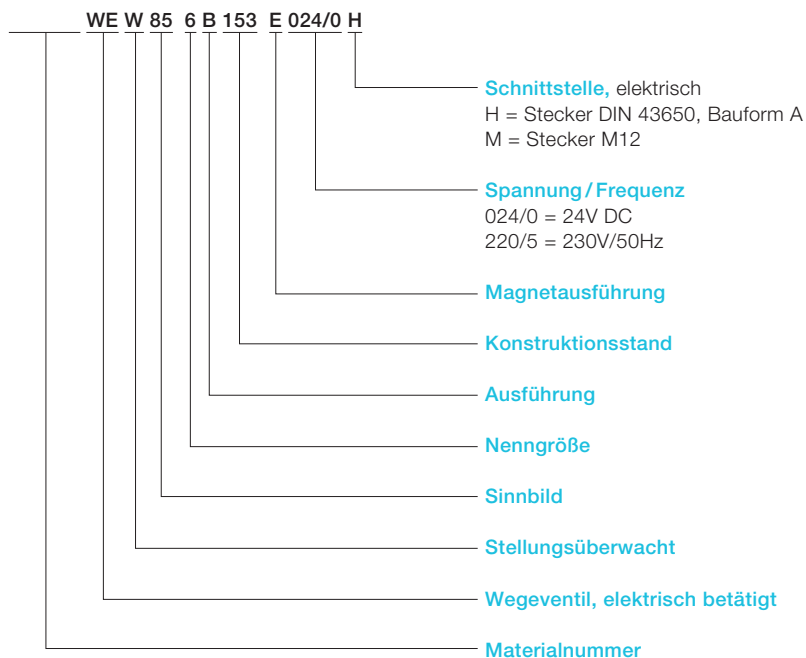 WE W 85 6 B 153 E 024/0 H
Schnittstelle, elektrisch
H = Stecker DIN 43650, Bauform A
M = Stecker M12
Spannung/Frequenz
024/0 = 24V DC
220/5 = 230V/50Hz
Magnetausführung
Konstruktionsstand
Ausführung
Nenngröße
Sinnbild
Stellungsüberwacht
Wegeventil, elektrisch betätigt
Materialnummer